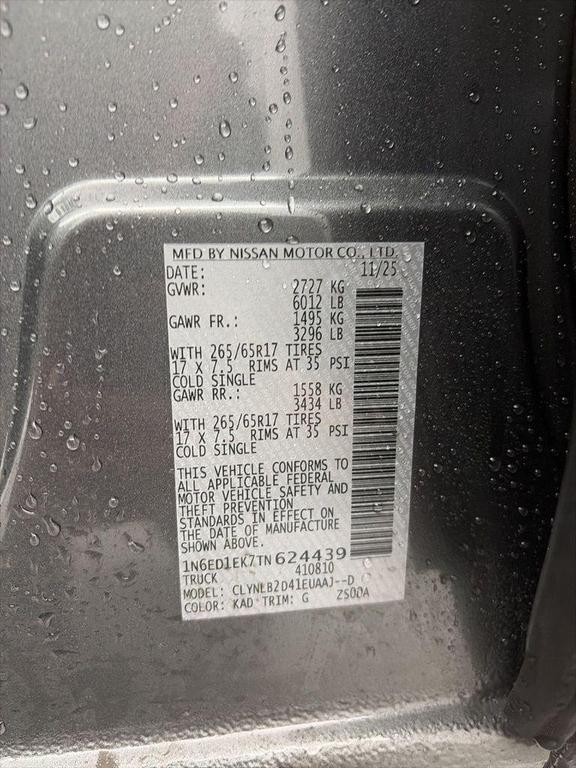 MFD BY NISSAN MOTOR CO., LTD.
DATE: 11/25
GVWR: 2727 KG
6012 LB
GAWR FR.: 1495 KG
3296 LB
WITH 265/65R17 TIRES
17 X 7.5 RIMS AT 35 PSI
COLD SINGLE
GAWR RR.: 1558 KG
3434 LB
WITH 265/65R17 TIRES
17 X 7.5 RIMS AT 35 PSI
COLD SINGLE
THIS VEHICLE CONFORMS TO
ALL APPLICABLE FEDERAL
MOTOR VEHICLE SAFETY AND
THEFT PREVENTION
STANDARDS IN EFFECT ON
THE DATE OF MANUFACTURE
SHOWN ABOVE.
1N6ED1EK7TN624439
TRUCK 410810
MODEL: CLYNLB2D41EUAAJ--D
COLOR: KAD TRIM: G ZS00A